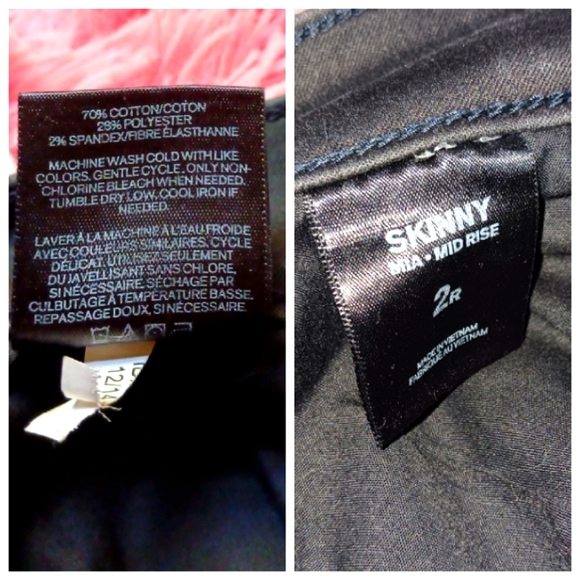 70% COTTON/COTON
28% POLYESTER
2% SPANDEX/FIBRE ÉLASTHANNE
MACHINE WASH COLD WITH LIKE
COLORS. GENTLE CYCLE. ONLY NON-
CHLORINE BLEACH WHEN NEEDED.
TUMBLE DRY LOW. COOL IRON IF
NEEDED.
LAVER À LA MACHINE À L'EAU FROIDE
AVEC COULEURS SIMILAIRES. CYCLE
DÉLICAT. UTILISEZ SEULEMENT
DU JAVELLISANT SANS CHLORE,
SI NÉCESSAIRE. SÉCHAGE PAR
CULBUTAGE À TEMPÉRATURE BASSE.
REPASSAGE DOUX, SI NÉCESSAIRE.
12/14
SKINNY
MIA • MID RISE
2R
MADE IN VIETNAM
FABRIQUÉ AU VIETNAM